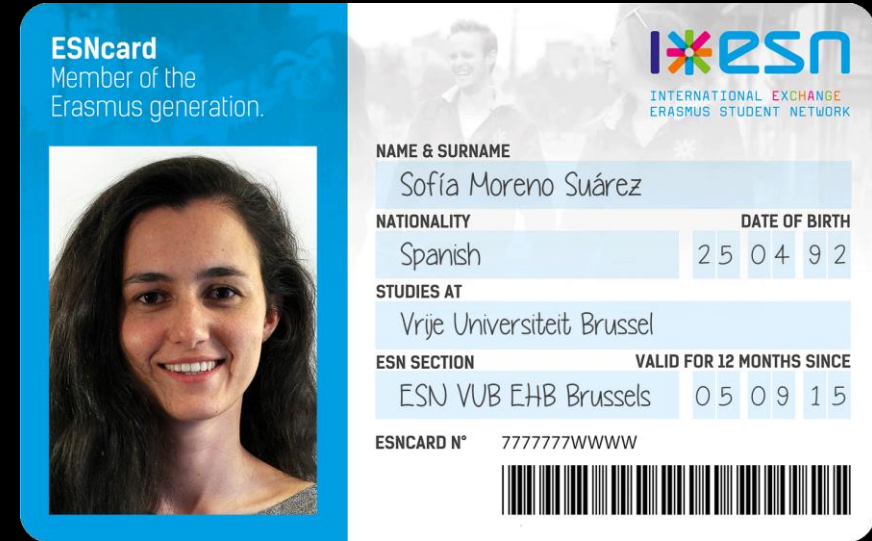 ESNcard
Member of the
Erasmus generation.
esn
INTERNATIONAL EXCHANGE
ERASMUS STUDENT NETWORK
NAME & SURNAME
Sofía Moreno Suárez
NATIONALITY DATE OF BIRTH
Spanish 25 04 92
STUDIES AT
Vrije Universiteit Brussel
ESN SECTION VALID FOR 12 MONTHS SINCE
ESN VUB EHB Brussels 05 09 15
ESNCARD N° 7777777WWWW